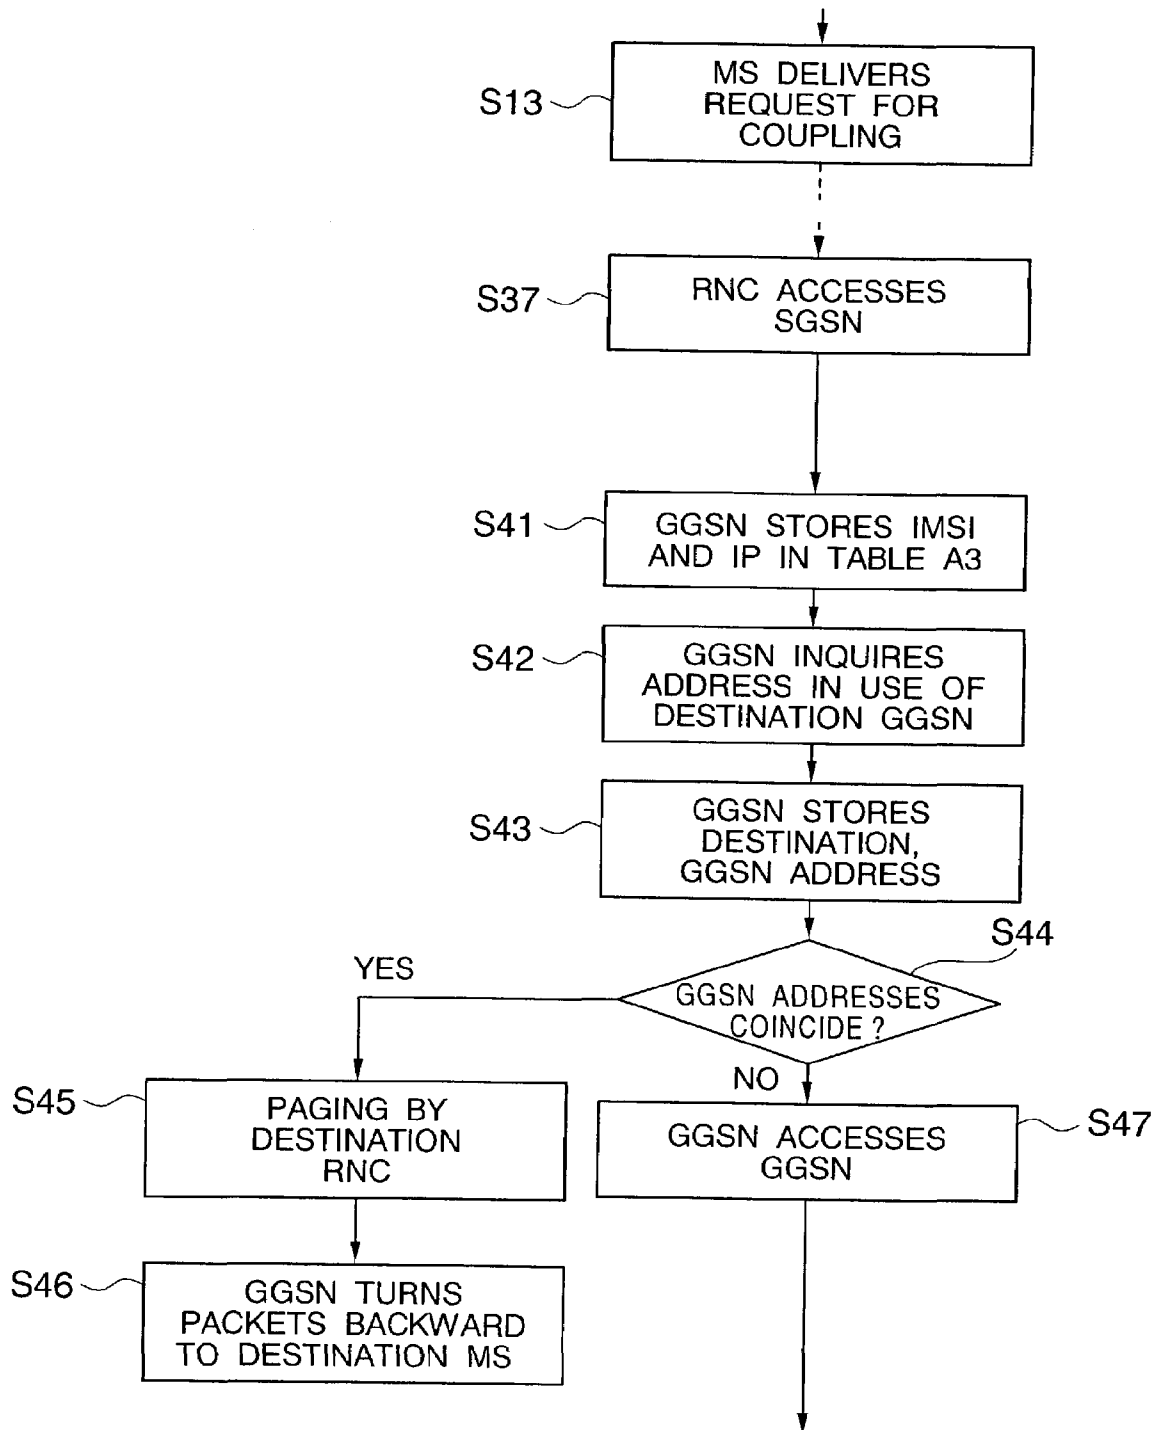 S13
MS DELIVERS
REQUEST FOR
COUPLING
S37
RNC ACCESSES
SGSN
S41
GGSN STORES IMSI
AND IP IN TABLE A3
S42
GGSN INQUIRES
ADDRESS IN USE OF
DESTINATION GGSN
S43
GGSN STORES
DESTINATION,
GGSN ADDRESS
S44
GGSN ADDRESSES
COINCIDE ?
YES
NO
S45
PAGING BY
DESTINATION
RNC
GGSN ACCESSES
GGSN
S47
S46
GGSN TURNS
PACKETS BACKWARD
TO DESTINATION MS